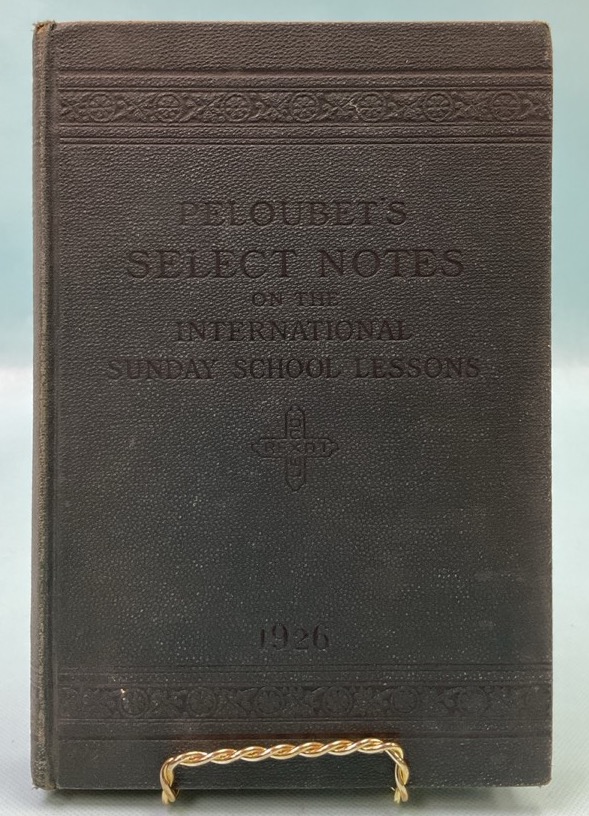 PELOUBET'S
SELECT NOTES
ON THE
INTERNATIONAL
SUNDAY SCHOOL LESSONS
1926